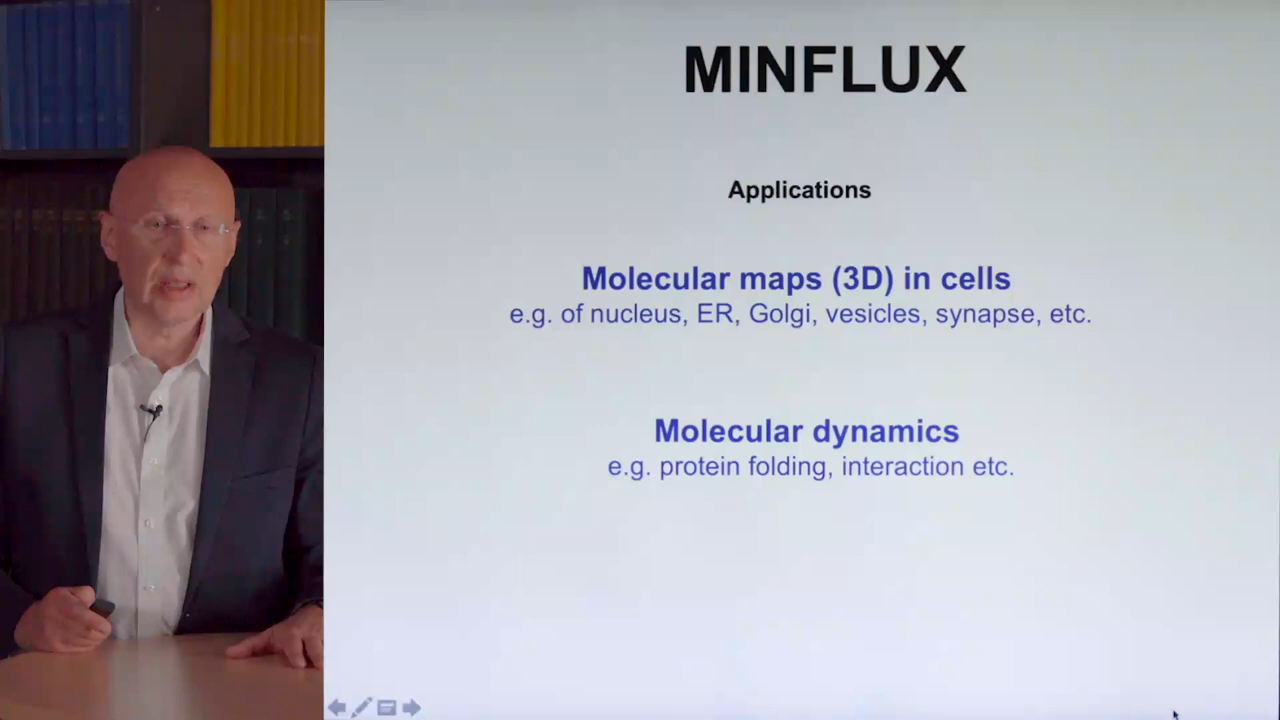 MINFLUX
Applications
Molecular maps (3D) in cells
e.g. of nucleus, ER, Golgi, vesicles, synapse, etc.
Molecular dynamics
e.g. protein folding, interaction etc.